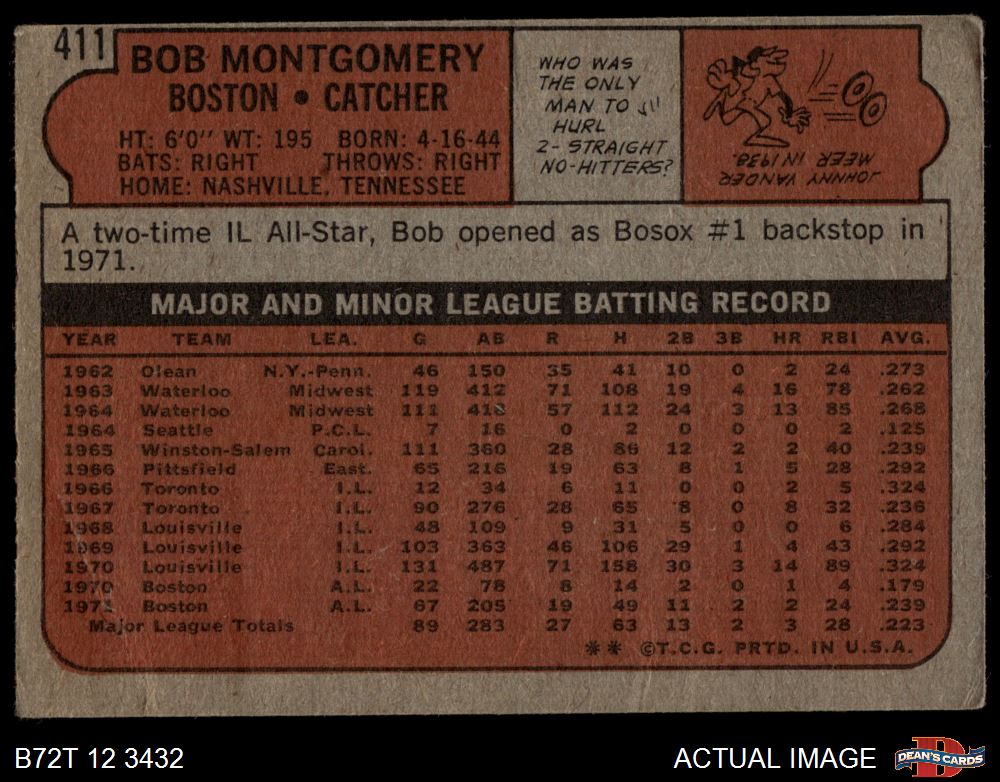 411
BOB MONTGOMERY
BOSTON • CATCHER
HT: 6'0" WT: 195 BORN: 4-16-44
BATS: RIGHT THROWS: RIGHT
HOME: NASHVILLE, TENNESSEE
WHO WAS
THE ONLY
MAN TO
HURL
2-STRAIGHT
NO-HITTERS?
JOHNNY VANDER
MEER IN 1938.
A two-time IL All-Star, Bob opened as Bosox #1 backstop in
1971.
MAJOR AND MINOR LEAGUE BATTING RECORD
YEAR TEAM LEA. G AB R H 2B 3B HR RBI AVG.
1962 Olean N.Y.-Penn. 46 150 35 41 10 0 2 24 .273
1963 Waterloo Midwest 119 412 71 108 19 4 16 78 .262
1964 Waterloo Midwest 111 418 57 112 24 3 13 85 .268
1964 Seattle P.C.L. 7 16 0 2 0 0 0 2 .125
1965 Winston-Salem Carol. 111 360 28 86 12 2 2 40 .239
1966 Pittsfield East. 65 216 19 63 8 1 5 28 .292
1966 Toronto I.L. 12 34 6 11 0 0 2 5 .324
1967 Toronto I.L. 90 276 28 65 8 0 8 32 .236
1968 Louisville I.L. 48 109 9 31 5 0 0 6 .284
1969 Louisville I.L. 103 363 46 106 29 1 4 43 .292
1970 Louisville I.L. 131 487 71 158 30 3 14 89 .324
1970 Boston A.L. 22 78 8 14 2 0 1 4 .179
1971 Boston A.L. 67 205 19 49 11 2 2 24 .239
Major League Totals 89 283 27 63 13 2 3 28 .223
** ©T.C.G. PRTD. IN U.S.A.
B72T 12 3432
ACTUAL IMAGE
D
DEAN'S CARDS